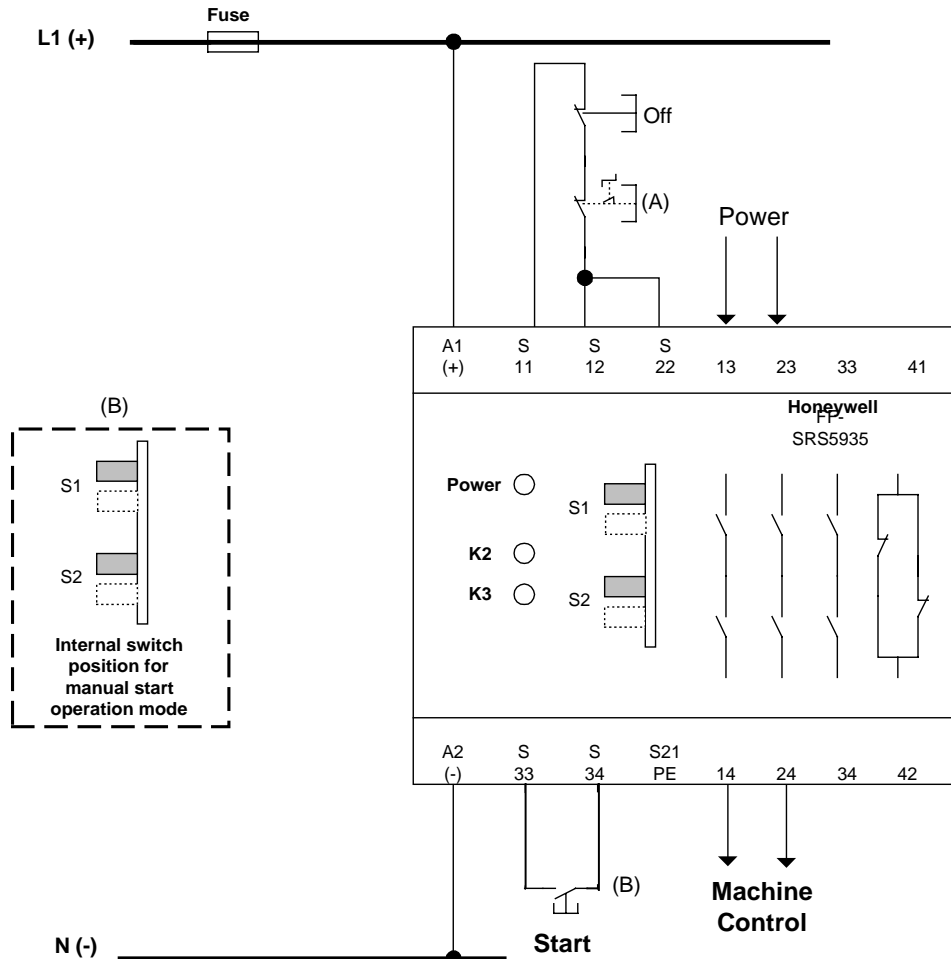 Fuse
L1 (+)
Off
(A)
Power
A1 S S S
(+) 11 12 22 13 23 33 41
(B)
Honeywell
FP-
SRS5935
S1
S2
Internal switch
position for
manual start
operation mode
Power
K2
K3
S1
S2
A2 S S S21
(-) 33 34 PE 14 24 34 42
(B)
Start
Machine
Control
N (-)